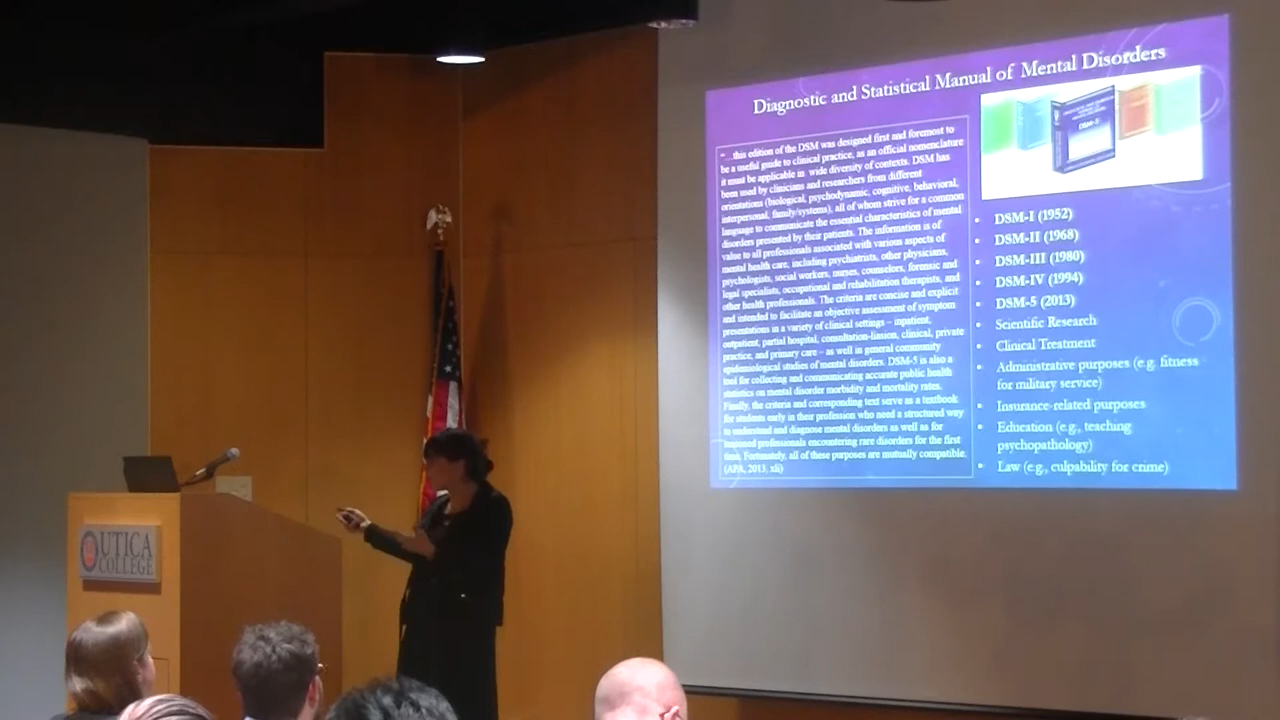 Diagnostic and Statistical Manual of Mental Disorders
"...this edition of the DSM was designed first and foremost to
be a useful guide to clinical practice, as an official nomenclature
it must be applicable in wide diversity of contexts. DSM has
been used by clinicians and researchers from different
orientations (biological, psychodynamic, cognitive, behavioral,
interpersonal, family/systems), all of whom strive for a common
language to communicate the essential characteristics of mental
disorders presented by their patients. The information is of
value to all professionals associated with various aspects of
mental health care, including psychiatrists, other physicians,
psychologists, social workers, nurses, counselors, forensic and
legal specialists, occupational and rehabilitation therapists, and
other health professionals. The criteria are concise and explicit
and intended to facilitate an objective assessment of symptom
presentations in a variety of clinical settings – inpatient,
outpatient, partial hospital, consultation-liasion, clinical, private
practice, and primary care – as well in general community
epidemiological studies of mental disorders. DSM-5 is also a
tool for collecting and communicating accurate public health
statistics on mental disorder morbidity and mortality rates.
Finally, the criteria and corresponding text serve as a textbook
for students early in their profession who need a structured way
to understand and diagnose mental disorders as well as for
professionals encountering rare disorders for the first
time. Fortunately, all of these purposes are mutually compatible.
(APA, 2013, xli)
DSM-5
• DSM-I (1952)
• DSM-II (1968)
• DSM-III (1980)
• DSM-IV (1994)
• DSM-5 (2013)
• Scientific Research
• Clinical Treatment
• Administrative purposes (e.g. fitness
for military service)
• Insurance-related purposes
• Education (e.g., teaching
psychopathology)
• Law (e.g., culpability for crime)
UTICA
COLLEGE